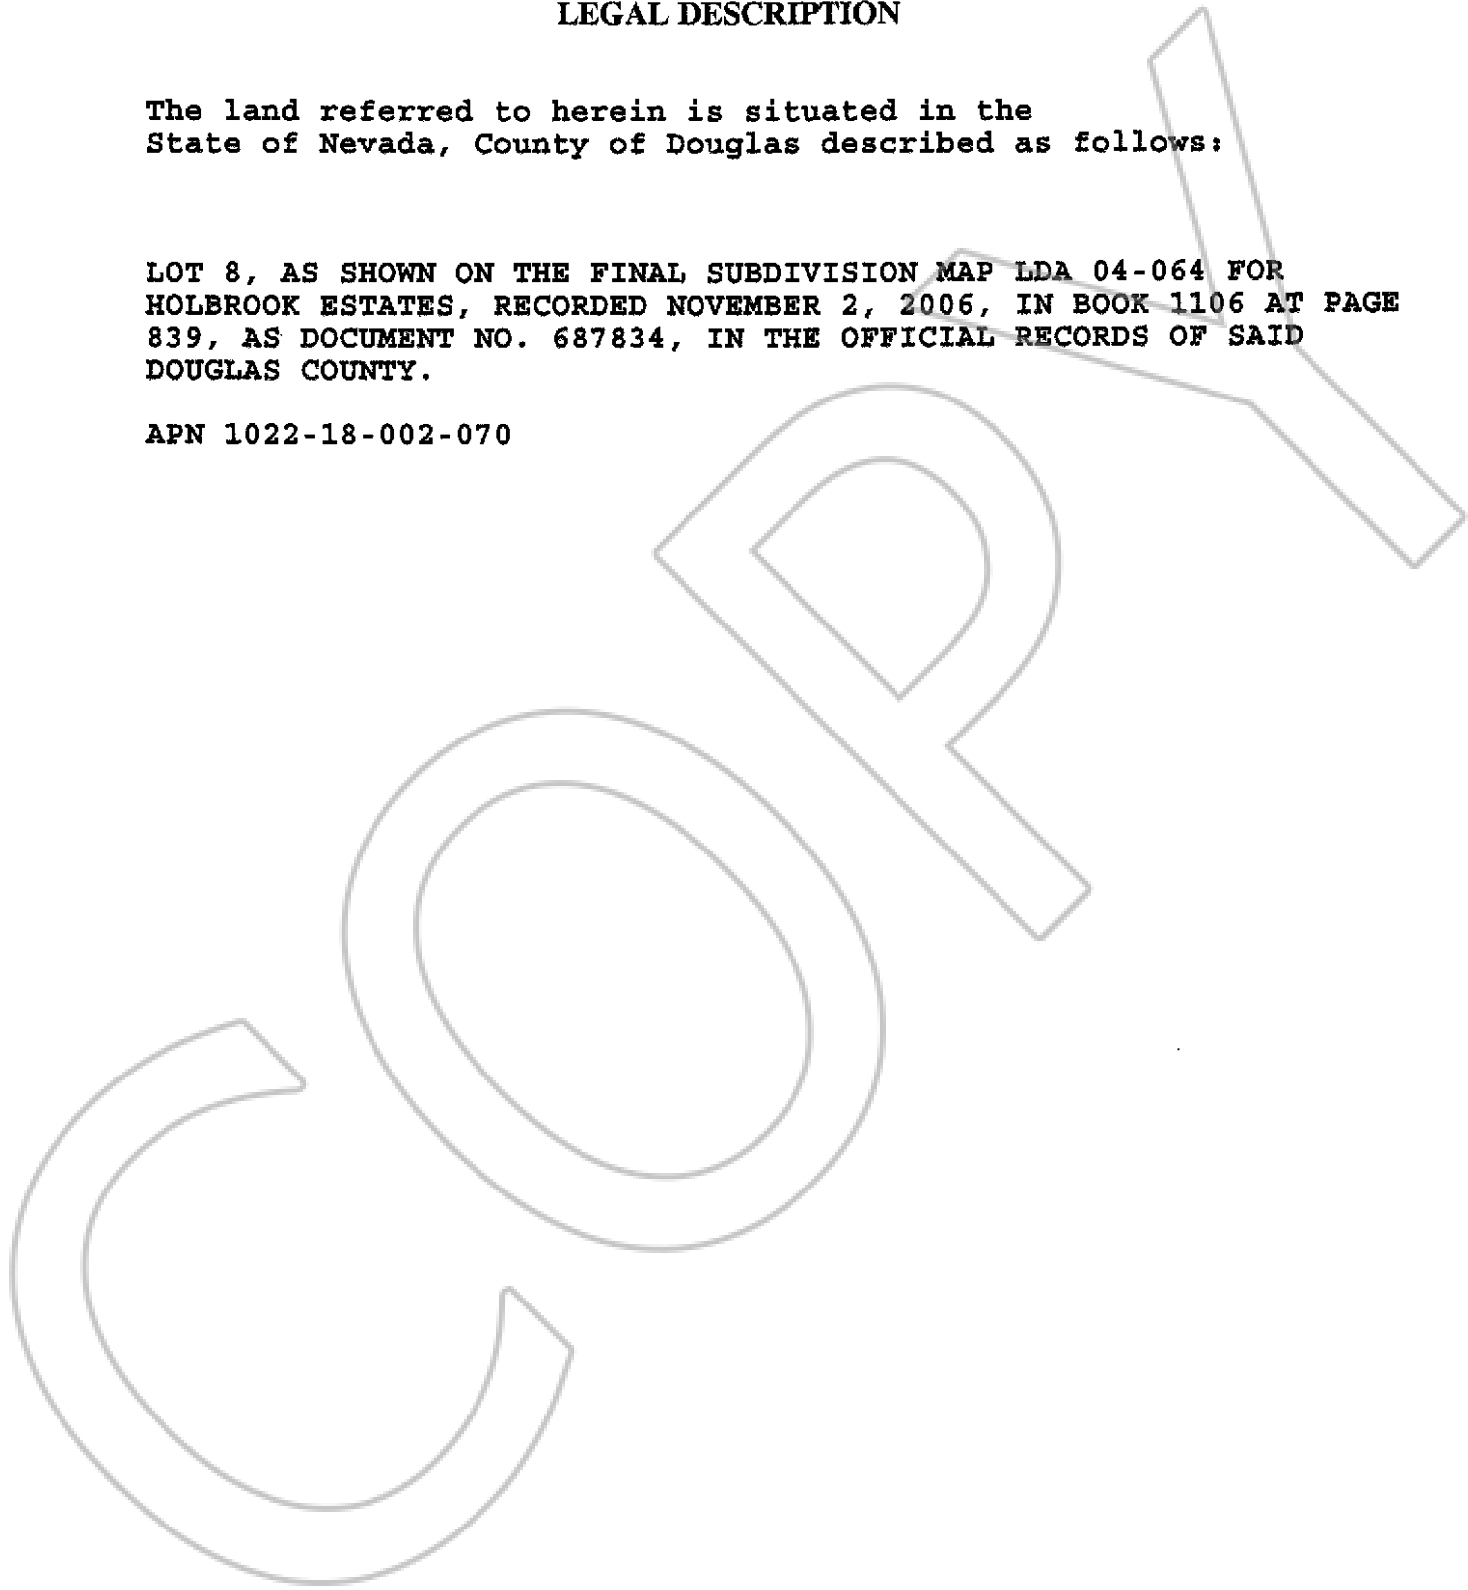 LEGAL DESCRIPTION
The land referred to herein is situated in the
State of Nevada, County of Douglas described as follows:
LOT 8, AS SHOWN ON THE FINAL SUBDIVISION MAP LDA 04-064 FOR
HOLBROOK ESTATES, RECORDED NOVEMBER 2, 2006, IN BOOK 1106 AT PAGE
839, AS DOCUMENT NO. 687834, IN THE OFFICIAL RECORDS OF SAID
DOUGLAS COUNTY.
APN 1022-18-002-070
COPY